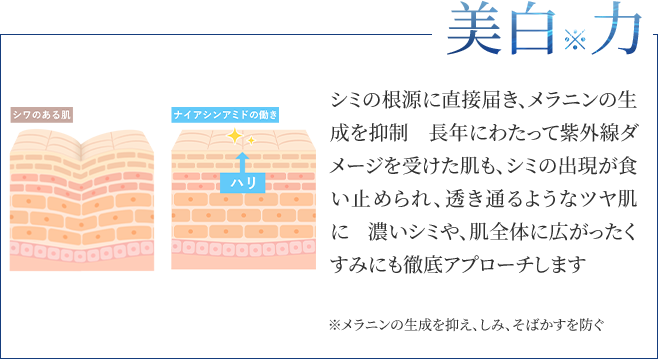 美白※力
シワのある肌
ナイアシンアミドの働き
ハリ
シミの根源に直接届き、メラニンの生
成を抑制　長年にわたって紫外線ダ
メージを受けた肌も、シミの出現が食
い止められ、透き通るようなツヤ肌
に　濃いシミや、肌全体に広がったく
すみにも徹底アプローチします
※メラニンの生成を抑え、しみ、そばかすを防ぐ